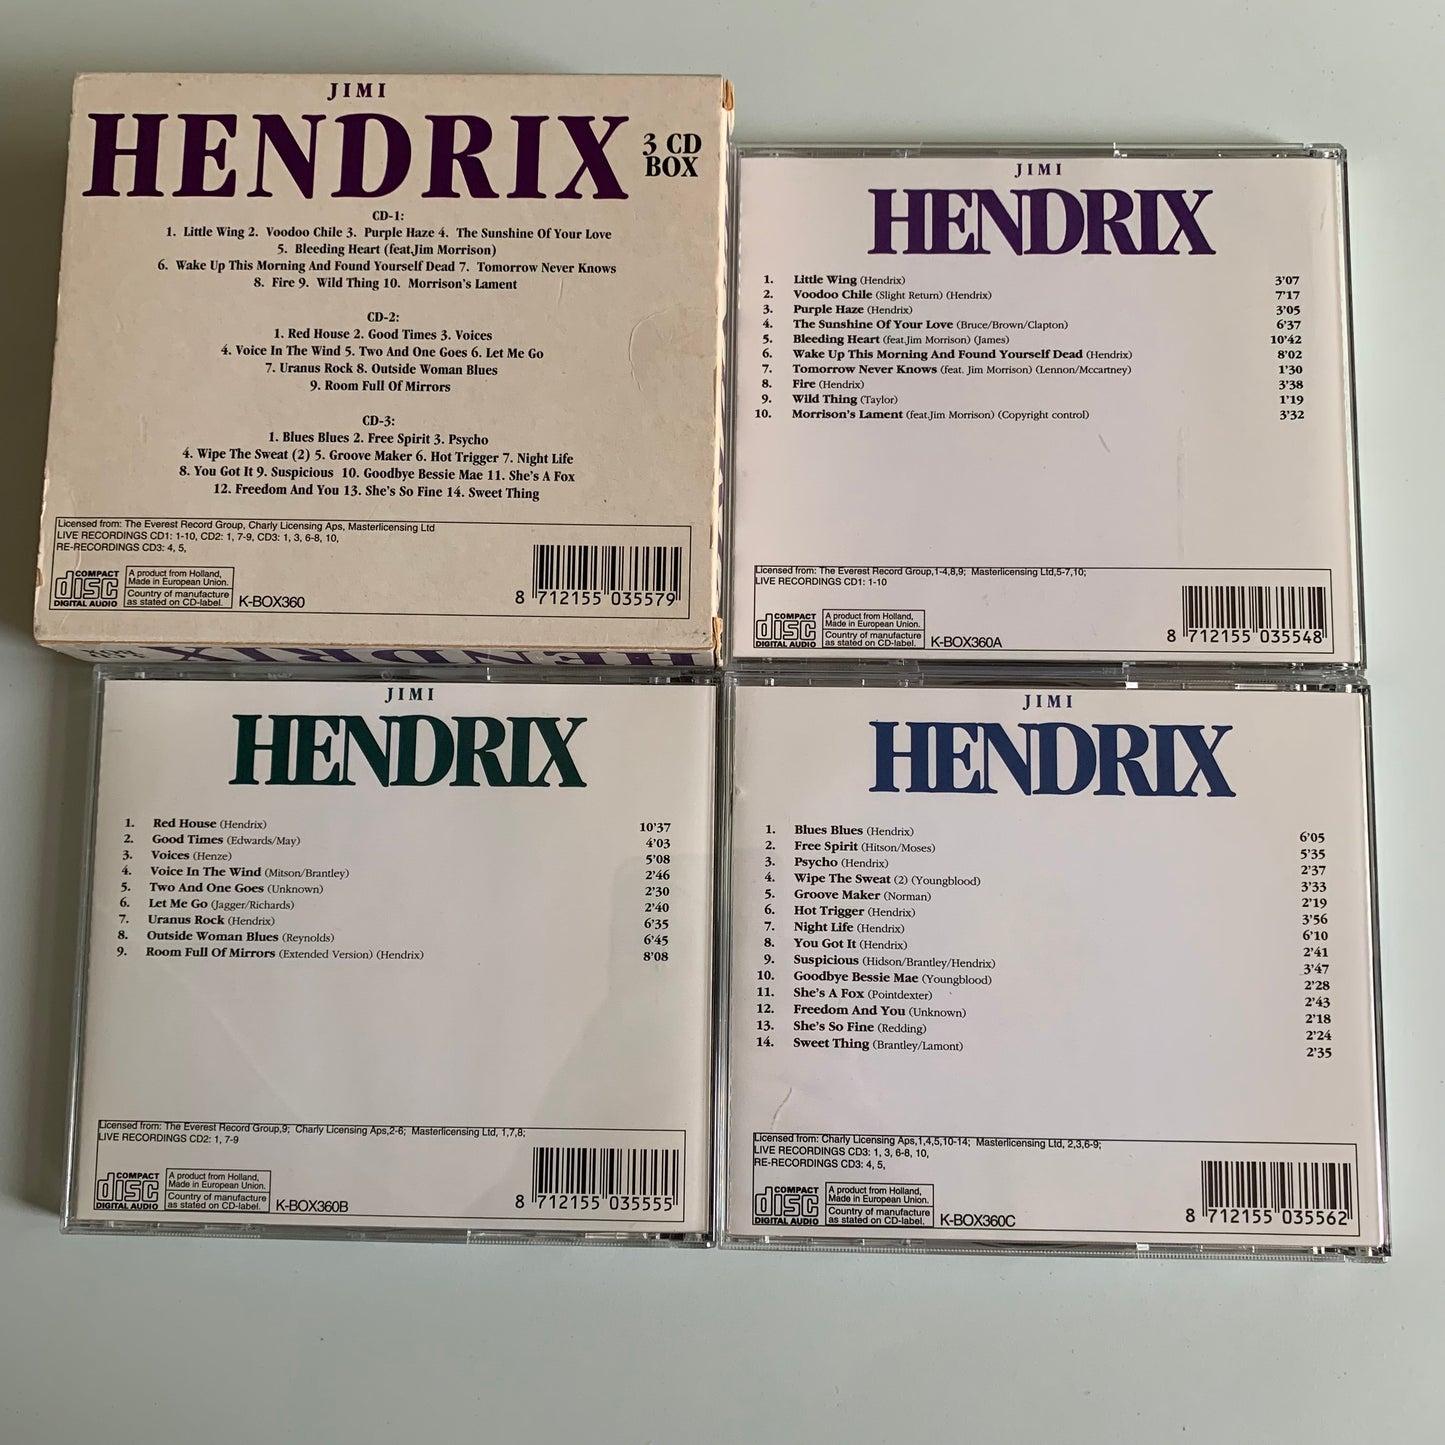 JIMI
HENDRIX
3 CD
BOX
CD-1:
1. Little Wing 2. Voodoo Chile 3. Purple Haze 4. The Sunshine Of Your Love
5. Bleeding Heart (feat.Jim Morrison)
6. Wake Up This Morning And Found Yourself Dead 7. Tomorrow Never Knows
8. Fire 9. Wild Thing 10. Morrison's Lament
CD-2:
1. Red House 2. Good Times 3. Voices
4. Voice In The Wind 5. Two And One Goes 6. Let Me Go
7. Uranus Rock 8. Outside Woman Blues
9. Room Full Of Mirrors
CD-3:
1. Blues Blues 2. Free Spirit 3. Psycho
4. Wipe The Sweat (2) 5. Groove Maker 6. Hot Trigger 7. Night Life
8. You Got It 9. Suspicious 10. Goodbye Bessie Mae 11. She's A Fox
12. Freedom And You 13. She's So Fine 14. Sweet Thing
Licensed from: The Everest Record Group, Charly Licensing Aps, Masterlicensing Ltd
LIVE RECORDINGS CD1: 1-10, CD2: 1, 7-9, CD3: 1, 3, 6-8, 10,
RE-RECORDINGS CD3: 4, 5,
COMPACT
disc
DIGITAL AUDIO
A product from Holland,
Made in European Union.
Country of manufacture
as stated on CD-label.
K-BOX360
8 712155 035579
HENDRIX
JIMI
HENDRIX
1. Little Wing (Hendrix) 3'07
2. Voodoo Chile (Slight Return) (Hendrix) 7'17
3. Purple Haze (Hendrix) 3'05
4. The Sunshine Of Your Love (Bruce/Brown/Clapton) 6'37
5. Bleeding Heart (feat.Jim Morrison) (James) 10'42
6. Wake Up This Morning And Found Yourself Dead (Hendrix) 8'02
7. Tomorrow Never Knows (feat. Jim Morrison) (Lennon/Mccartney) 1'30
8. Fire (Hendrix) 3'38
9. Wild Thing (Taylor) 1'19
10. Morrison's Lament (feat.Jim Morrison) (Copyright control) 3'32
Licensed from: The Everest Record Group,1-4,8,9; Masterlicensing Ltd,5-7,10;
LIVE RECORDINGS CD1: 1-10
COMPACT
disc
DIGITAL AUDIO
A product from Holland,
Made in European Union.
Country of manufacture
as stated on CD-label.
K-BOX360A
8 712155 035548
JIMI
HENDRIX
1. Red House (Hendrix) 10'37
2. Good Times (Edwards/May) 4'03
3. Voices (Henze) 5'08
4. Voice In The Wind (Mitson/Brantley) 2'46
5. Two And One Goes (Unknown) 2'30
6. Let Me Go (Jagger/Richards) 2'40
7. Uranus Rock (Hendrix) 6'35
8. Outside Woman Blues (Reynolds) 6'45
9. Room Full Of Mirrors (Extended Version) (Hendrix) 8'08
Licensed from: The Everest Record Group,9; Charly Licensing Aps,2-6; Masterlicensing Ltd, 1,7,8;
LIVE RECORDINGS CD2: 1, 7-9
COMPACT
disc
DIGITAL AUDIO
A product from Holland,
Made in European Union.
Country of manufacture
as stated on CD-label.
K-BOX360B
8 712155 035555
JIMI
HENDRIX
1. Blues Blues (Hendrix) 6'05
2. Free Spirit (Hitson/Moses) 5'35
3. Psycho (Hendrix) 2'37
4. Wipe The Sweat (2) (Youngblood) 3'33
5. Groove Maker (Norman) 2'19
6. Hot Trigger (Hendrix) 3'56
7. Night Life (Hendrix) 6'10
8. You Got It (Hendrix) 2'41
9. Suspicious (Hidson/Brantley/Hendrix) 3'47
10. Goodbye Bessie Mae (Youngblood) 2'28
11. She's A Fox (Pointdexter) 2'43
12. Freedom And You (Unknown) 2'18
13. She's So Fine (Redding) 2'24
14. Sweet Thing (Brantley/Lamont) 2'35
Licensed from: Charly Licensing Aps,1,4,5,10-14; Masterlicensing Ltd, 2,3,6-9;
LIVE RECORDINGS CD3: 1, 3, 6-8, 10,
RE-RECORDINGS CD3: 4, 5,
COMPACT
disc
DIGITAL AUDIO
A product from Holland,
Made in European Union.
Country of manufacture
as stated on CD-label.
K-BOX360C
8 712155 035562